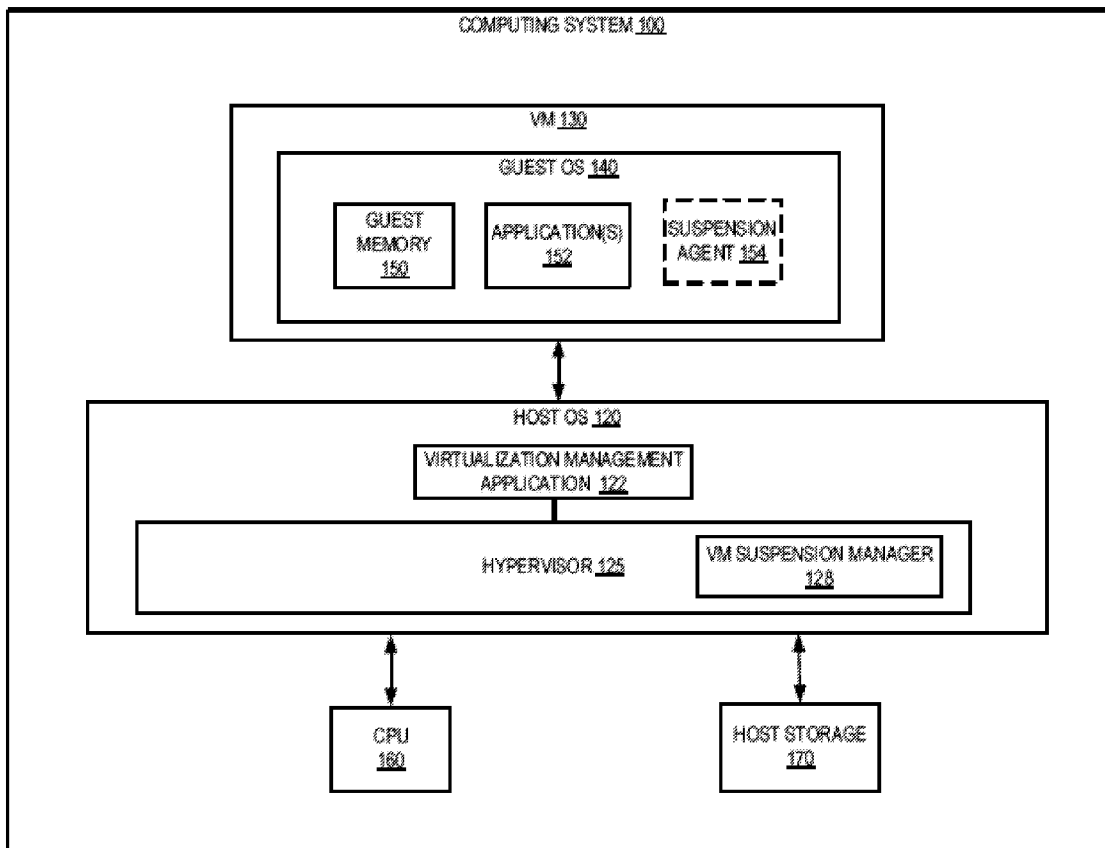 COMPUTING SYSTEM 100
VM 130
GUEST OS 140
GUEST
MEMORY
150
APPLICATION(S)
152
SUSPENSION
AGENT 154
HOST OS 120
VIRTUALIZATION MANAGEMENT
APPLICATION 122
HYPERVISOR 125
VM SUSPENSION MANAGER
128
CPU
160
HOST STORAGE
170